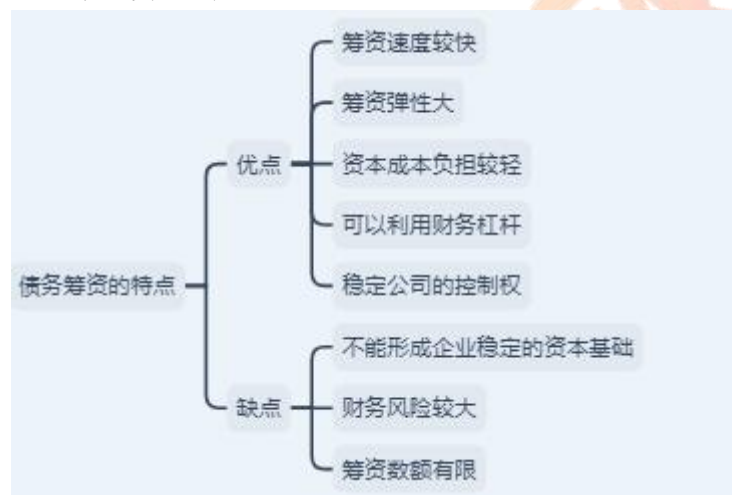 债务筹资的特点
优点
筹资速度较快
筹资弹性大
资本成本负担较轻
可以利用财务杠杆
稳定公司的控制权
缺点
不能形成企业稳定的资本基础
财务风险较大
筹资数额有限